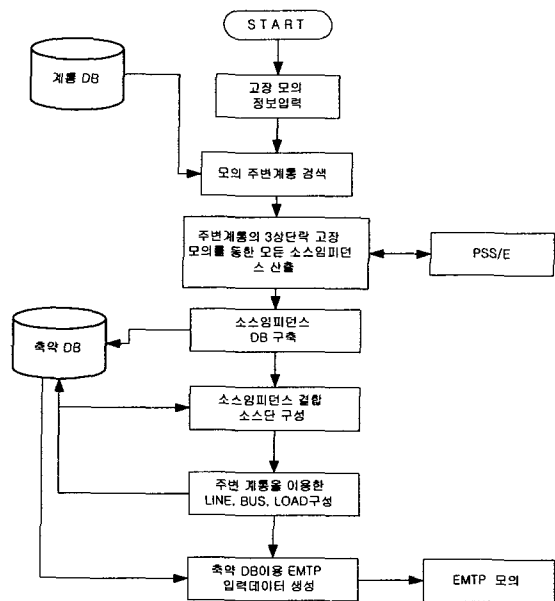 START
계통 DB
고장 모의
정보입력
모의 주변계통 검색
주변계통의 3상단락 고장
모의를 통한 모든 소스임피던
스 산출
PSS/E
소스임피던스
DB 구축
축약 DB
소스임피던스 결합
소스단 구성
주변 계통을 이용한
LINE, BUS, LOAD구성
축약 DB이용 EMTP
입력데이터 생성
EMTP 모의